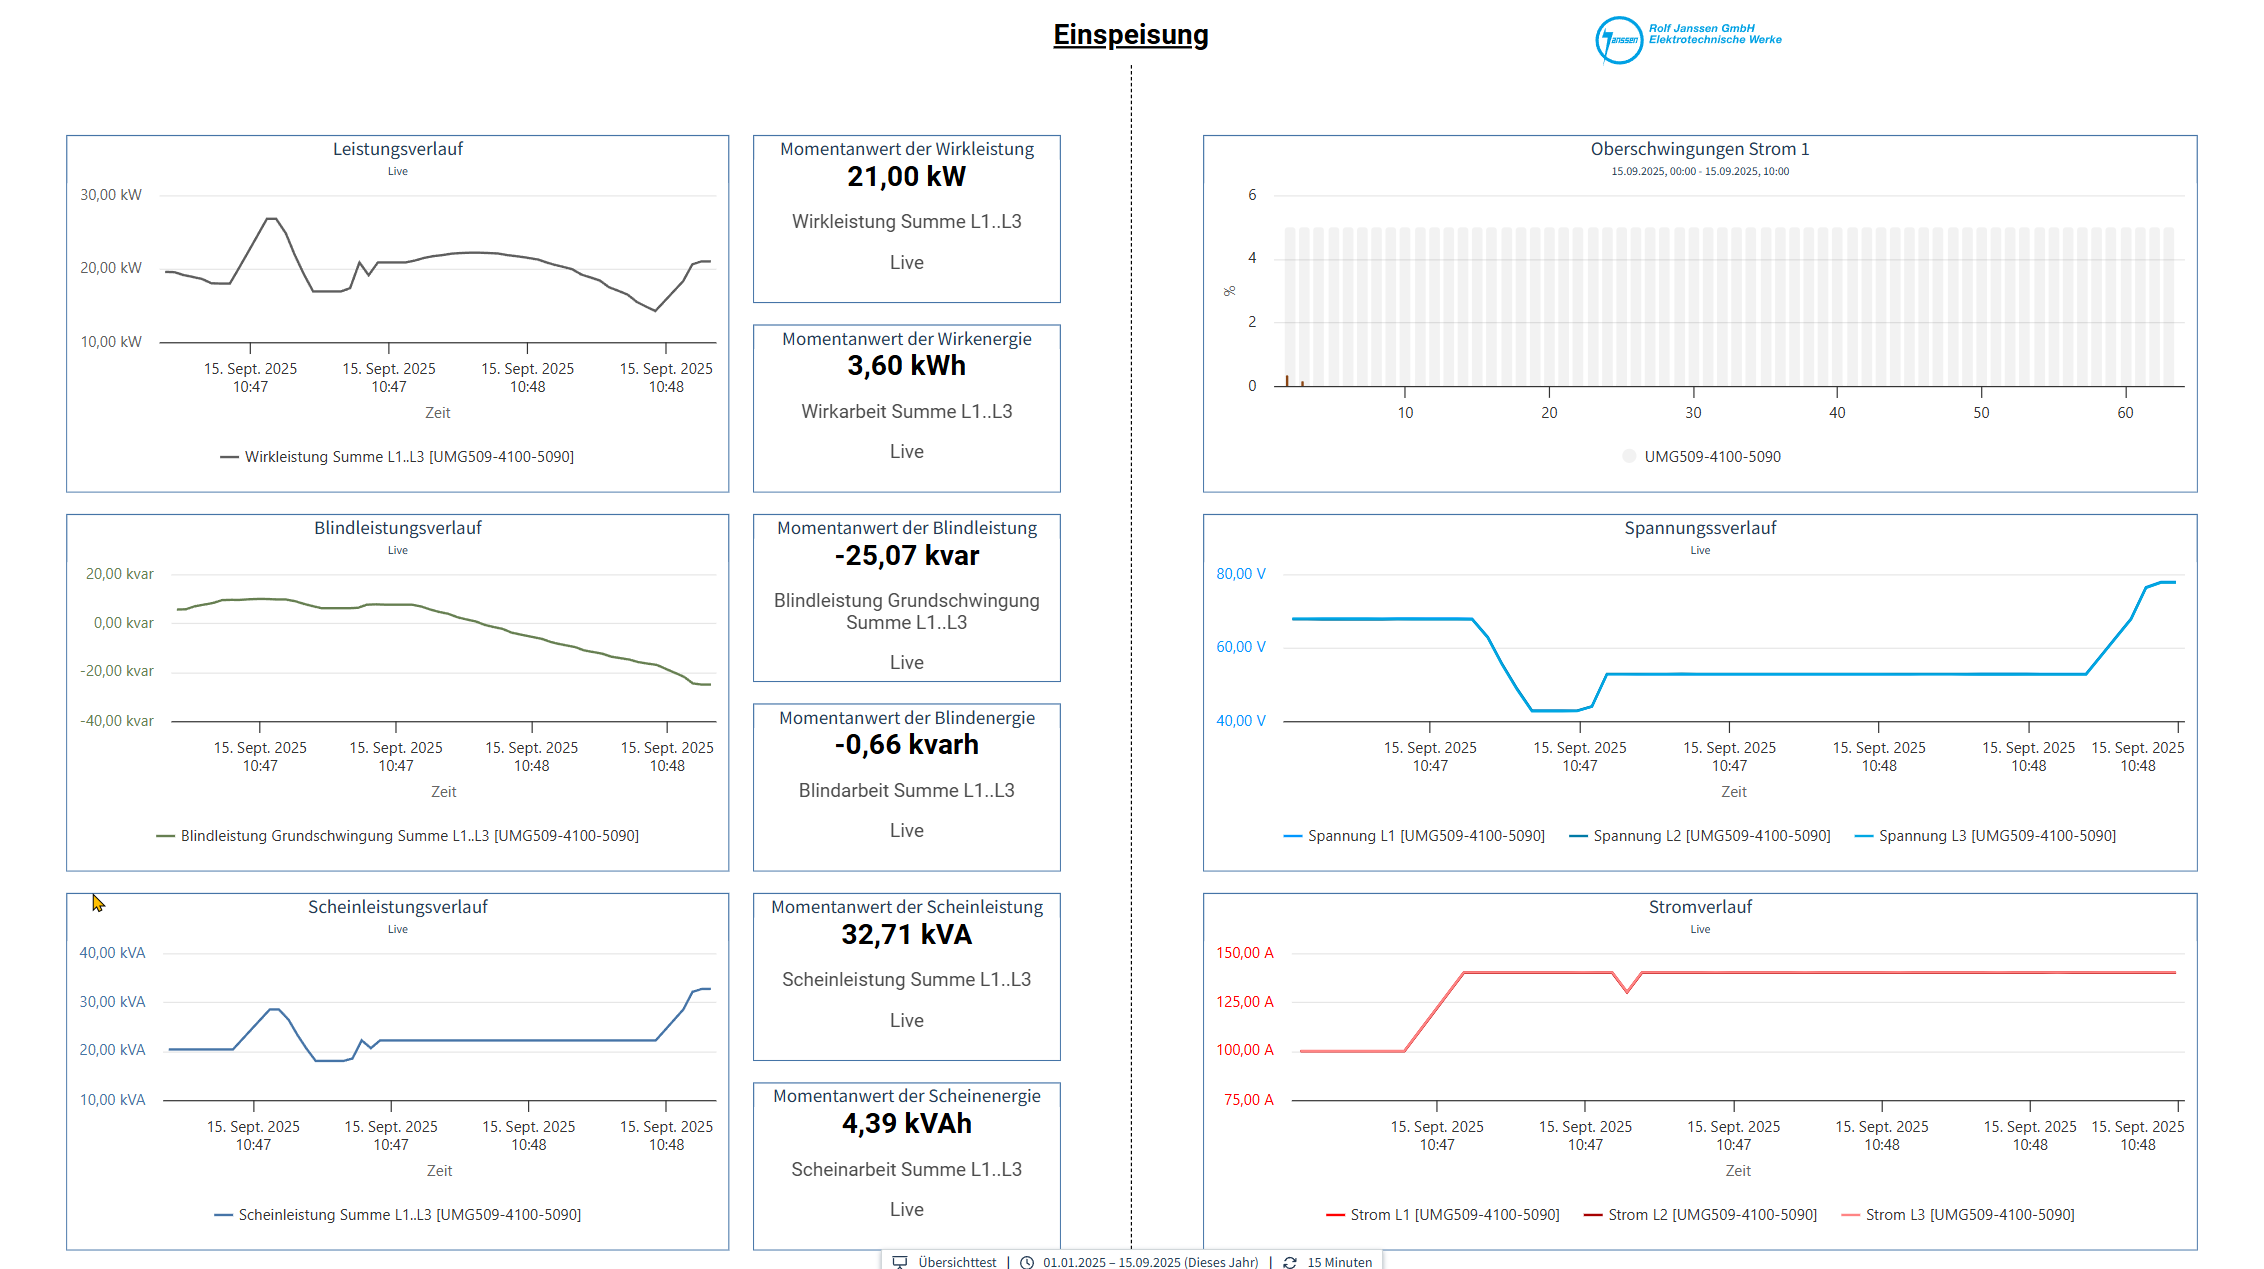 Einspeisung
Janssen
Rolf Janssen GmbH
Elektrotechnische Werke
Leistungsverlauf
Live
30,00 kW
20,00 kW
10,00 kW
15. Sept. 2025
10:47
15. Sept. 2025
10:47
15. Sept. 2025
10:48
15. Sept. 2025
10:48
Zeit
Wirkleistung Summe L1..L3 [UMG509-4100-5090]
Momentanwert der Wirkleistung
21,00 kW
Wirkleistung Summe L1..L3
Live
Momentanwert der Wirkenergie
3,60 kWh
Wirkarbeit Summe L1..L3
Live
Oberschwingungen Strom 1
15.09.2025, 00:00 - 15.09.2025, 10:00
6
4
2
0
%
10
20
30
40
50
60
UMG509-4100-5090
Blindleistungsverlauf
Live
20,00 kvar
0,00 kvar
-20,00 kvar
-40,00 kvar
15. Sept. 2025
10:47
15. Sept. 2025
10:47
15. Sept. 2025
10:48
15. Sept. 2025
10:48
Zeit
Blindleistung Grundschwingung Summe L1..L3 [UMG509-4100-5090]
Momentanwert der Blindleistung
-25,07 kvar
Blindleistung Grundschwingung
Summe L1..L3
Live
Momentanwert der Blindenergie
-0,66 kvarh
Blindarbeit Summe L1..L3
Live
Spannungssverlauf
Live
80,00 V
60,00 V
40,00 V
15. Sept. 2025
10:47
15. Sept. 2025
10:47
15. Sept. 2025
10:47
15. Sept. 2025
10:48
15. Sept. 2025
10:48
15. Sept. 2025
10:48
Zeit
Spannung L1 [UMG509-4100-5090]
Spannung L2 [UMG509-4100-5090]
Spannung L3 [UMG509-4100-5090]
Scheinleistungsverlauf
Live
40,00 kVA
30,00 kVA
20,00 kVA
10,00 kVA
15. Sept. 2025
10:47
15. Sept. 2025
10:47
15. Sept. 2025
10:48
15. Sept. 2025
10:48
Zeit
Scheinleistung Summe L1..L3 [UMG509-4100-5090]
Momentanwert der Scheinleistung
32,71 kVA
Scheinleistung Summe L1..L3
Live
Momentanwert der Scheinenergie
4,39 kVAh
Scheinarbeit Summe L1..L3
Live
Stromverlauf
Live
150,00 A
125,00 A
100,00 A
75,00 A
15. Sept. 2025
10:47
15. Sept. 2025
10:47
15. Sept. 2025
10:47
15. Sept. 2025
10:48
15. Sept. 2025
10:48
15. Sept. 2025
10:48
Zeit
Strom L1 [UMG509-4100-5090]
Strom L2 [UMG509-4100-5090]
Strom L3 [UMG509-4100-5090]
Übersichttest | 01.01.2025 – 15.09.2025 (Dieses Jahr) | 15 Minuten